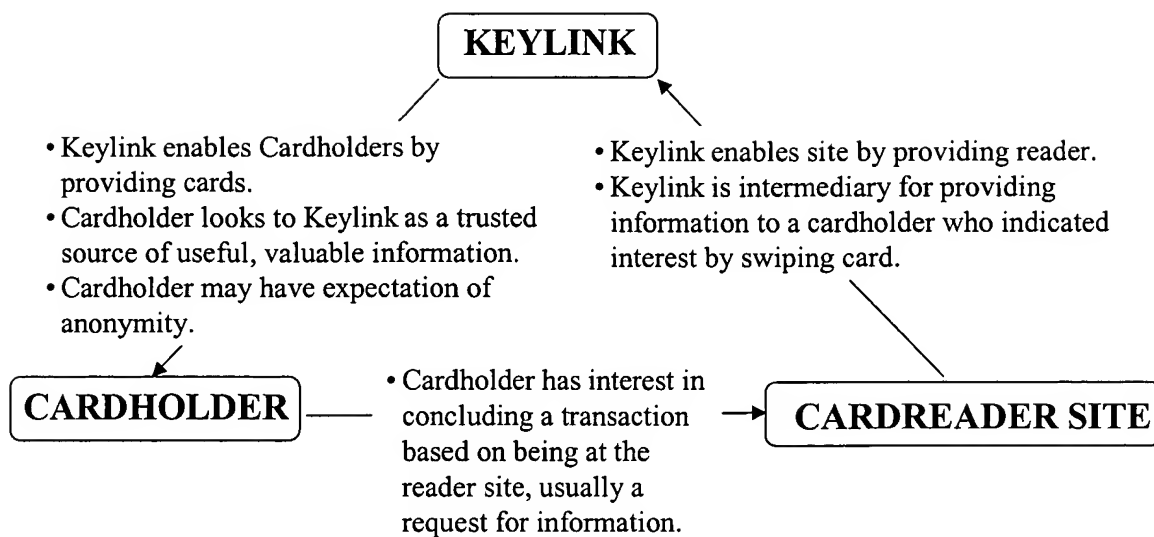 KEYLINK
• Keylink enables Cardholders by
providing cards.
• Cardholder looks to Keylink as a trusted
source of useful, valuable information.
• Cardholder may have expectation of
anonymity.
• Keylink enables site by providing reader.
• Keylink is intermediary for providing
information to a cardholder who indicated
interest by swiping card.
CARDHOLDER
• Cardholder has interest in
concluding a transaction
based on being at the
reader site, usually a
request for information.
CARDREADER SITE